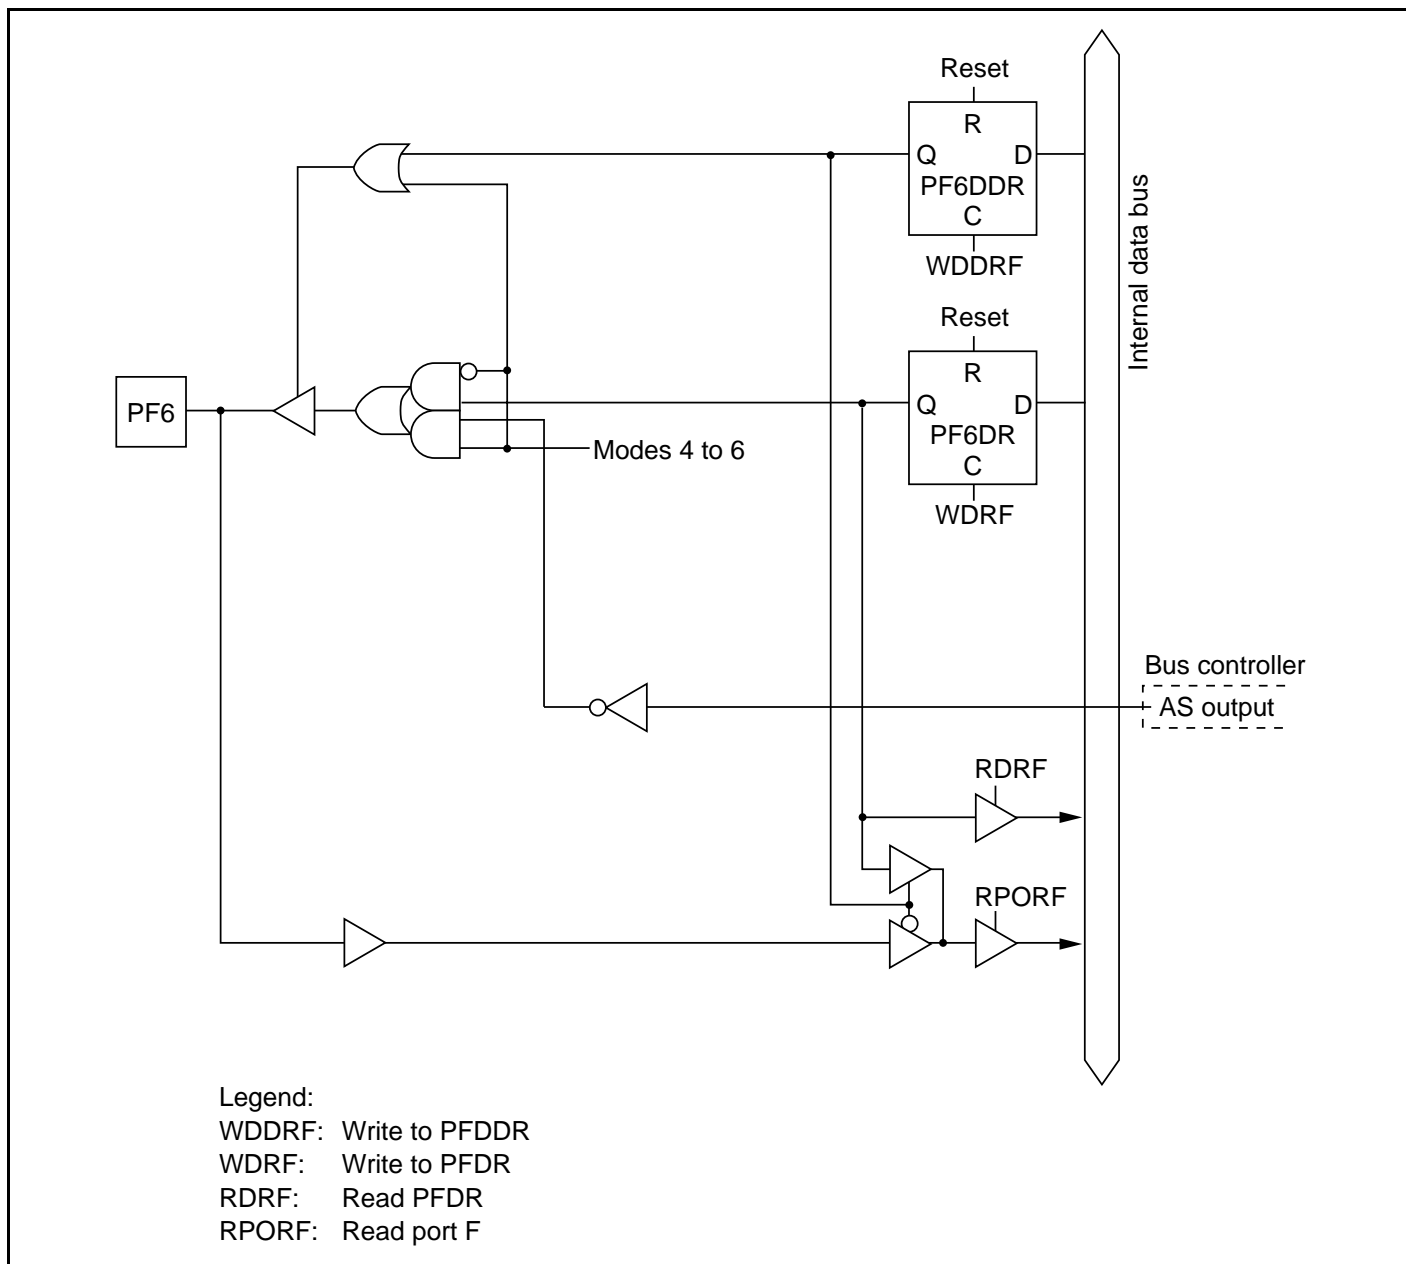 Reset
R
Q D
PF6DDR
C
WDDRF
Internal data bus
Reset
R
Q D
PF6DR
C
WDRF
PF6
Modes 4 to 6
Bus controller
AS output
RDRF
RPORF
Legend:
WDDRF: Write to PFDDR
WDRF: Write to PFDR
RDRF: Read PFDR
RPORF: Read port F